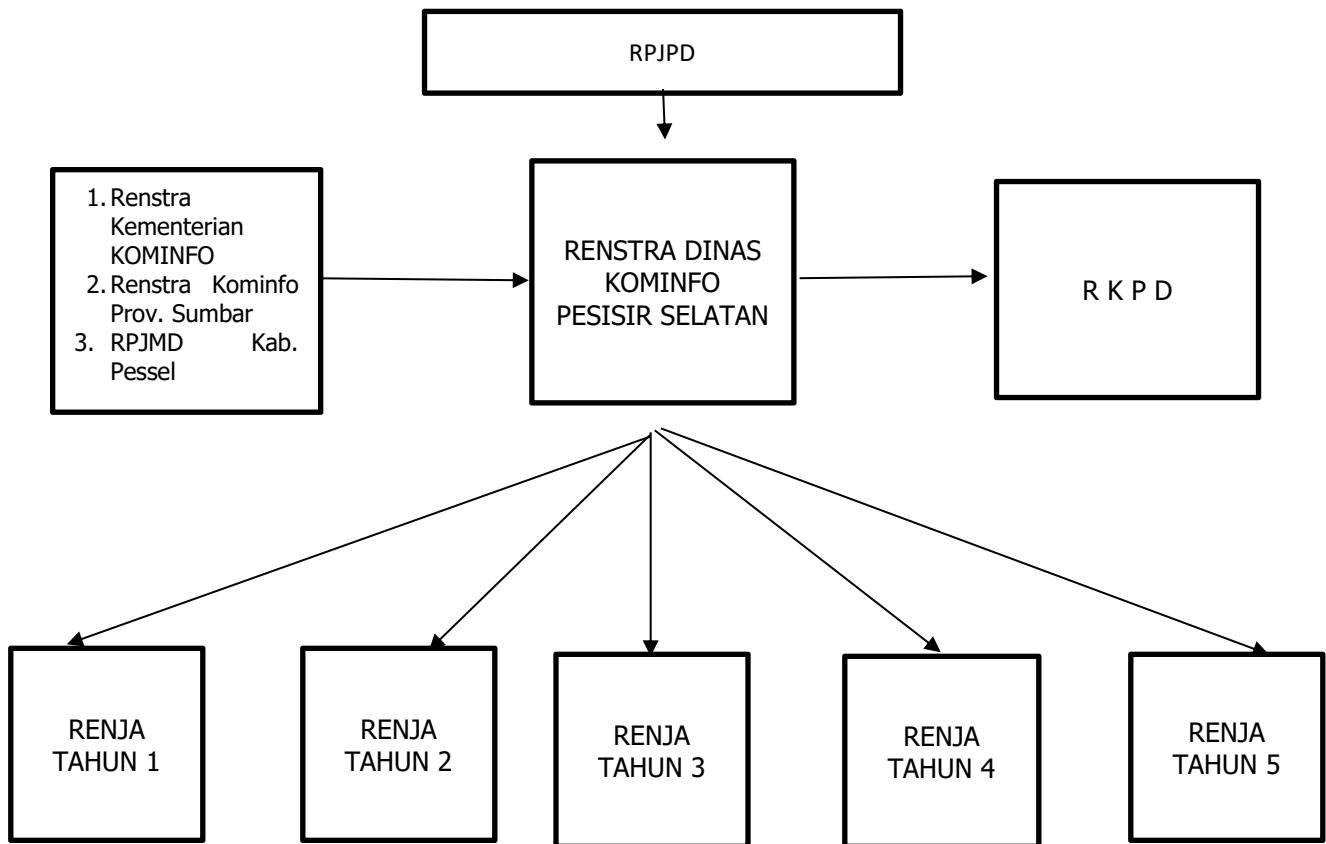 RPJPD
1. Renstra
Kementerian
KOMINFO
2. Renstra Kominfo
Prov. Sumbar
3. RPJMD Kab.
Pessel
RENSTRA DINAS
KOMINFO
PESISIR SELATAN
R K P D
RENJA
TAHUN 1
RENJA
TAHUN 2
RENJA
TAHUN 3
RENJA
TAHUN 4
RENJA
TAHUN 5